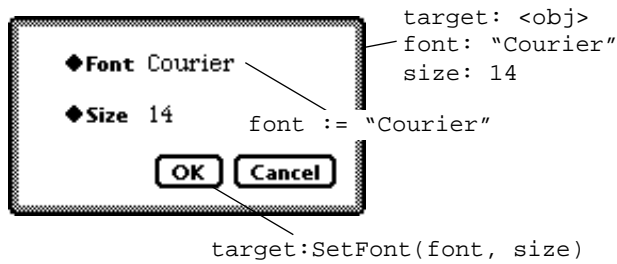 target: <obj>
font: “Courier”
size: 14
◆Font Courier
◆Size 14
font := “Courier”
OK Cancel
target:SetFont(font, size)